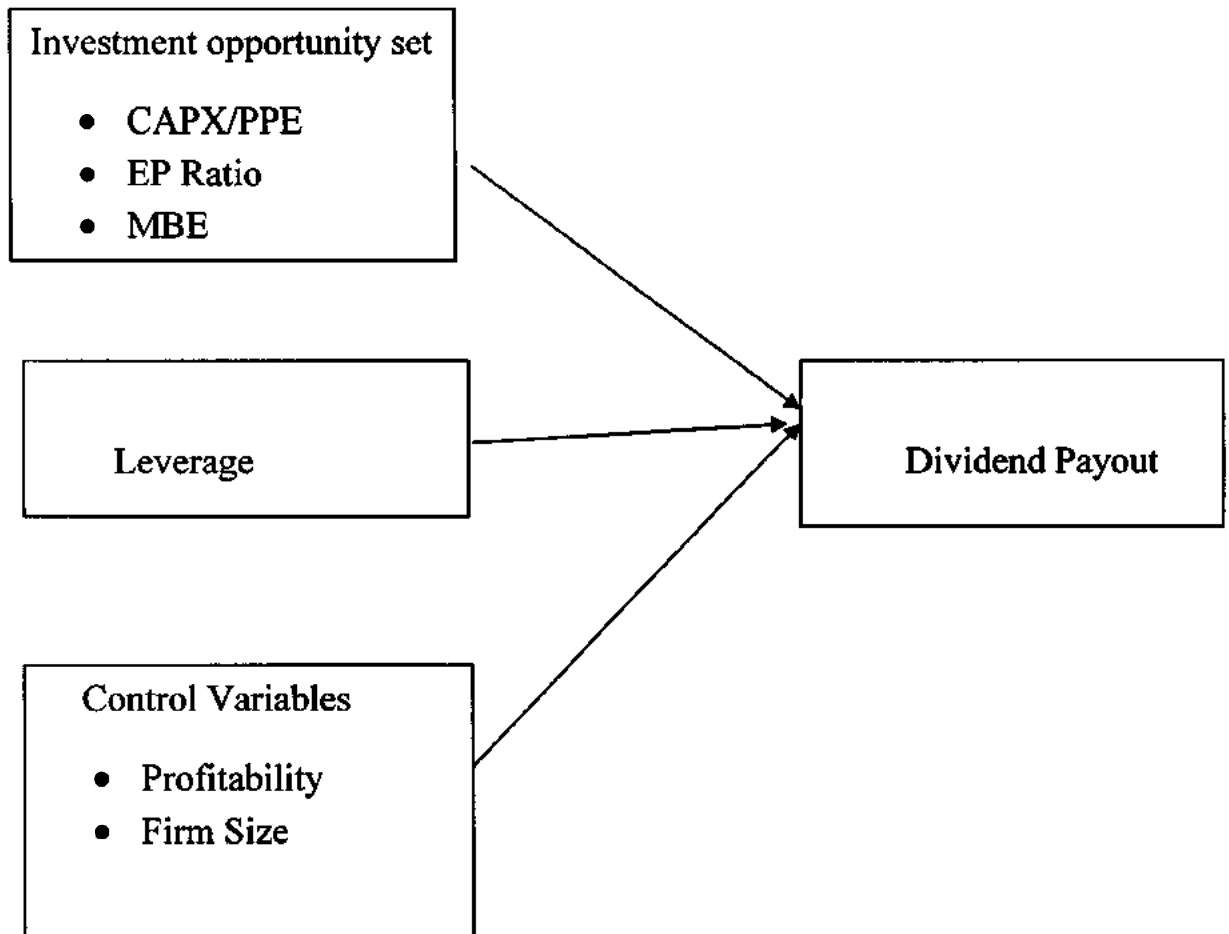 Investment opportunity set
• CAPX/PPE
• EP Ratio
• MBE
Leverage
Dividend Payout
Control Variables
• Profitability
• Firm Size